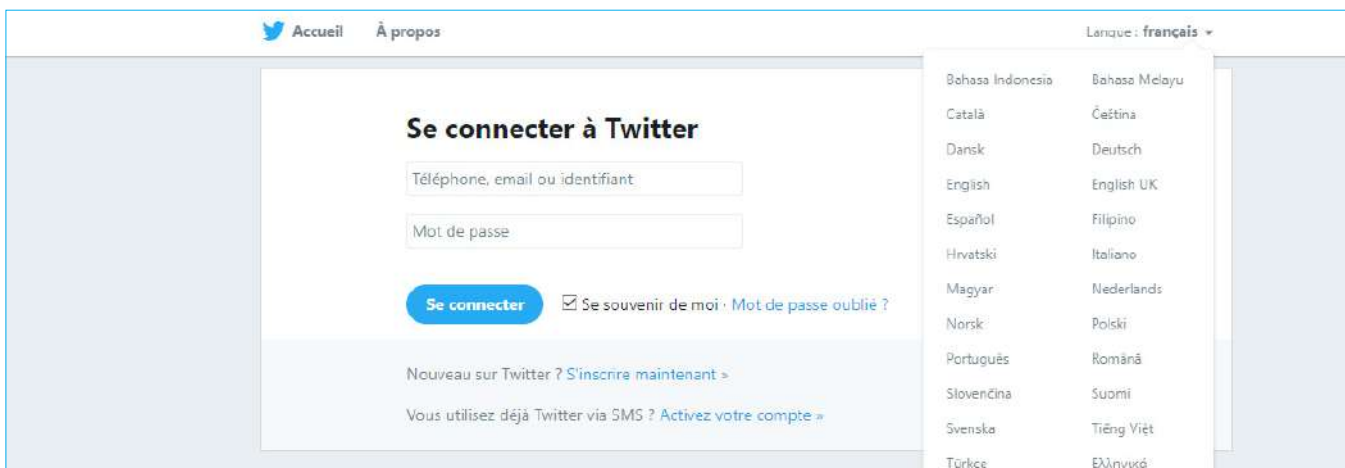 Accueil À propos Langue : français
Se connecter à Twitter
Téléphone, email ou identifiant
Mot de passe
Se connecter Se souvenir de moi · Mot de passe oublié ?
Nouveau sur Twitter ? S'inscrire maintenant »
Vous utilisez déjà Twitter via SMS ? Activez votre compte »
Bahasa Indonesia Bahasa Melayu
Català Čeština
Dansk Deutsch
English English UK
Español Filipino
Hrvatski Italiano
Magyar Nederlands
Norsk Polski
Português Română
Slovenčina Suomi
Svenska Tiếng Việt
Türkçe Ελληνικά